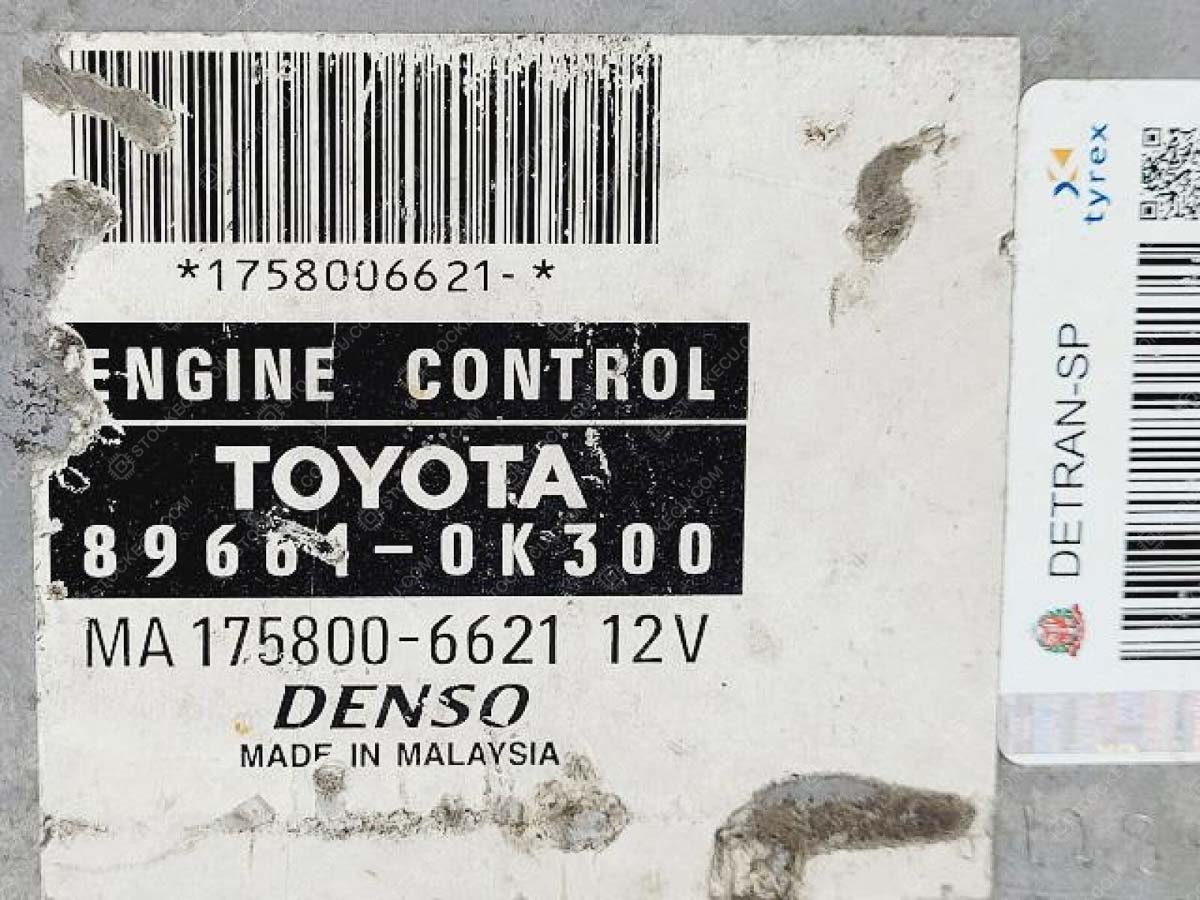 *1758006621-*
ENGINE CONTROL
TOYOTA
89661-0K300
MA 175800-6621 12V
DENSO
MADE IN MALAYSIA
tyrex
DETRAN-SP